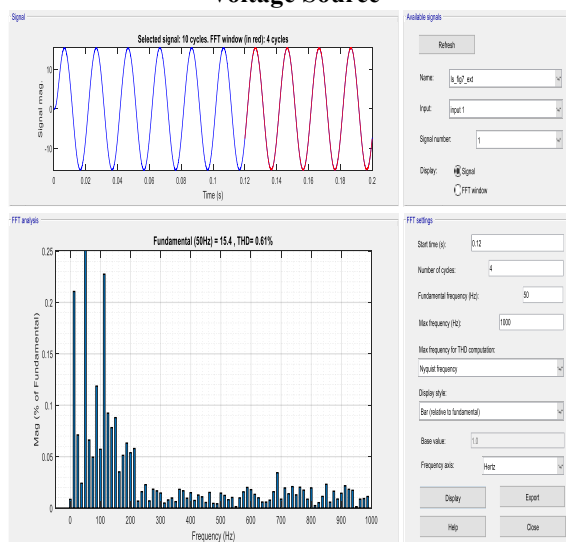 Voltage Source
Signal
Selected signal: 10 cycles. FFT window (in red): 4 cycles
Signal mag.
10
0
-10
0 0.02 0.04 0.06 0.08 0.1 0.12 0.14 0.16 0.18 0.2
Time (s)
FFT analysis
Fundamental (50Hz) = 15.4 , THD= 0.61%
Mag (% of Fundamental)
0.25
0.2
0.15
0.1
0.05
0
0 100 200 300 400 500 600 700 800 900 1000
Frequency (Hz)
Available signals
Refresh
Name: ls_fig7_ext
Input: input 1
Signal number: 1
Display: Signal
FFT window
FFT settings
Start time (s): 0.12
Number of cycles: 4
Fundamental frequency (Hz): 50
Max frequency (Hz): 1000
Max frequency for THD computation:
Nyquist frequency
Display style:
Bar (relative to fundamental)
Base value: 1.0
Frequency axis: Hertz
Display Export
Help Close